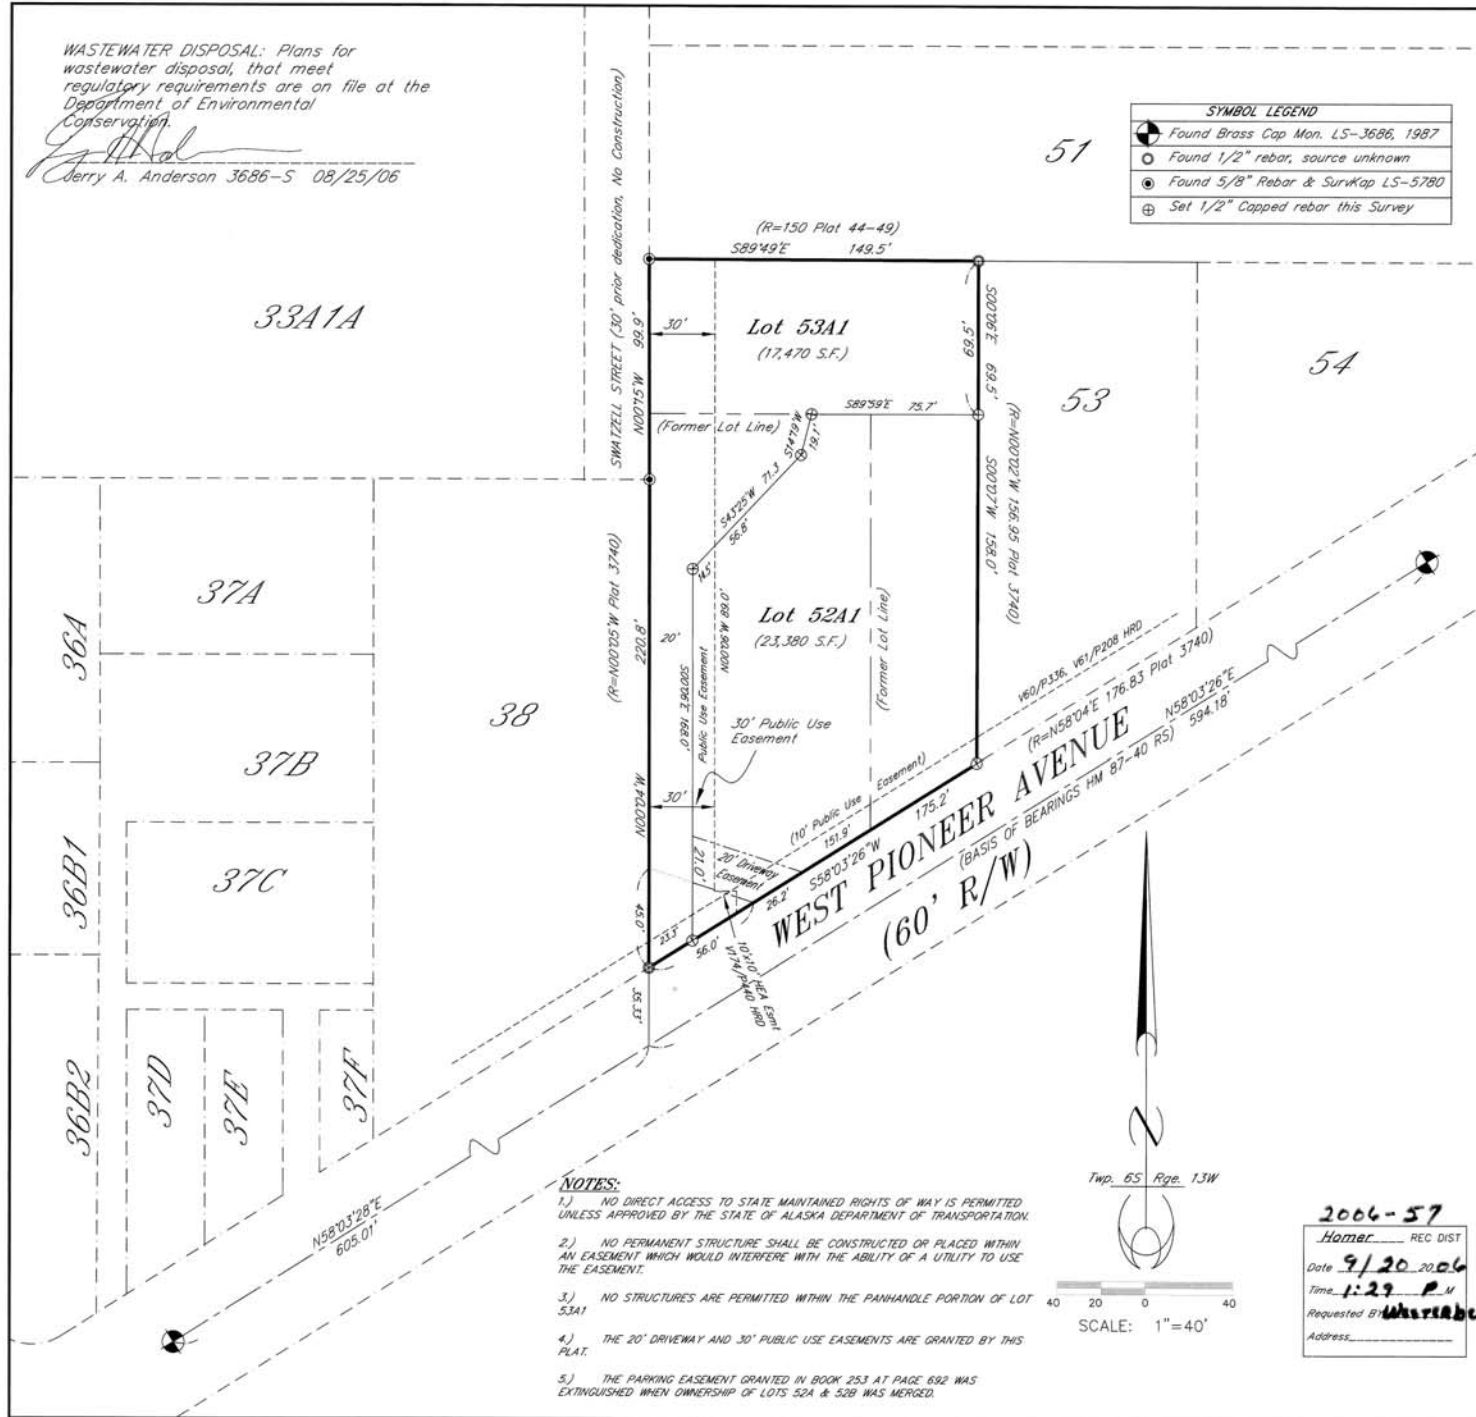 WASTEWATER DISPOSAL: Plans for
wastewater disposal, that meet
regulatory requirements are on file at the
Department of Environmental
Conservation.
Jerry A. Anderson 3686-S 08/25/06
SYMBOL LEGEND
Found Brass Cap Mon. LS-3686, 1987
Found 1/2" rebar, source unknown
Found 5/8" Rebar & SurvKap LS-5780
Set 1/2" Capped rebar this Survey
51
SWATZELL STREET (30' prior dedication, No Construction)
(R=150 Plat 44-49)
S89°49'E 149.5'
33A1A
N00°15'W 99.9'
30'
Lot 53A1
(17,470 S.F.)
69.5'
S00°06'E 69.5'
53
54
(Former Lot Line)
S89°59'E 75.7'
S14°19'W
19.1'
S43°25'W 71.3
56.8'
14.5'
(R=N00°02'W 156.95 Plat 3740)
S00°07'W 158.0'
(R=N00°05'W Plat 3740)
220.8'
N00°04'W
20'
S00°06'E 168.0'
Public Use Easement
N00°06'W 89.0'
Lot 52A1
(23,380 S.F.)
(Former Lot Line)
30' Public Use
Easement
30'
36A
37A
38
37B
36B1
37C
36B2
37D
37E
37F
V60/P336, V61/P208 HRD
(R=N58°04'E 176.83 Plat 3740)
N58°03'26"E
594.18'
(10' Public Use Easement)
151.9'
175.2'
S58°03'26"W
WEST PIONEER AVENUE
(BASIS OF BEARINGS HM 87-40 RS)
(60' R/W)
20' Driveway
Easement
21.0'
26.2'
45.0'
23.3'
56.0'
10'x10' HEA Esmt
V174/P440 HRD
35.33'
N58°03'28"E
605.01'
NOTES:
1.) NO DIRECT ACCESS TO STATE MAINTAINED RIGHTS OF WAY IS PERMITTED
UNLESS APPROVED BY THE STATE OF ALASKA DEPARTMENT OF TRANSPORTATION.
2.) NO PERMANENT STRUCTURE SHALL BE CONSTRUCTED OR PLACED WITHIN
AN EASEMENT WHICH WOULD INTERFERE WITH THE ABILITY OF A UTILITY TO USE
THE EASEMENT.
3.) NO STRUCTURES ARE PERMITTED WITHIN THE PANHANDLE PORTION OF LOT
53A1
4.) THE 20' DRIVEWAY AND 30' PUBLIC USE EASEMENTS ARE GRANTED BY THIS
PLAT.
5.) THE PARKING EASEMENT GRANTED IN BOOK 253 AT PAGE 692 WAS
EXTINGUISHED WHEN OWNERSHIP OF LOTS 52A & 52B WAS MERGED.
N
Twp. 6S Rge. 13W
40 20 0 40
SCALE: 1"=40'
2006-57
Homer REC DIST
Date 9/20 2006
Time 1:29 P M
Requested By
Address